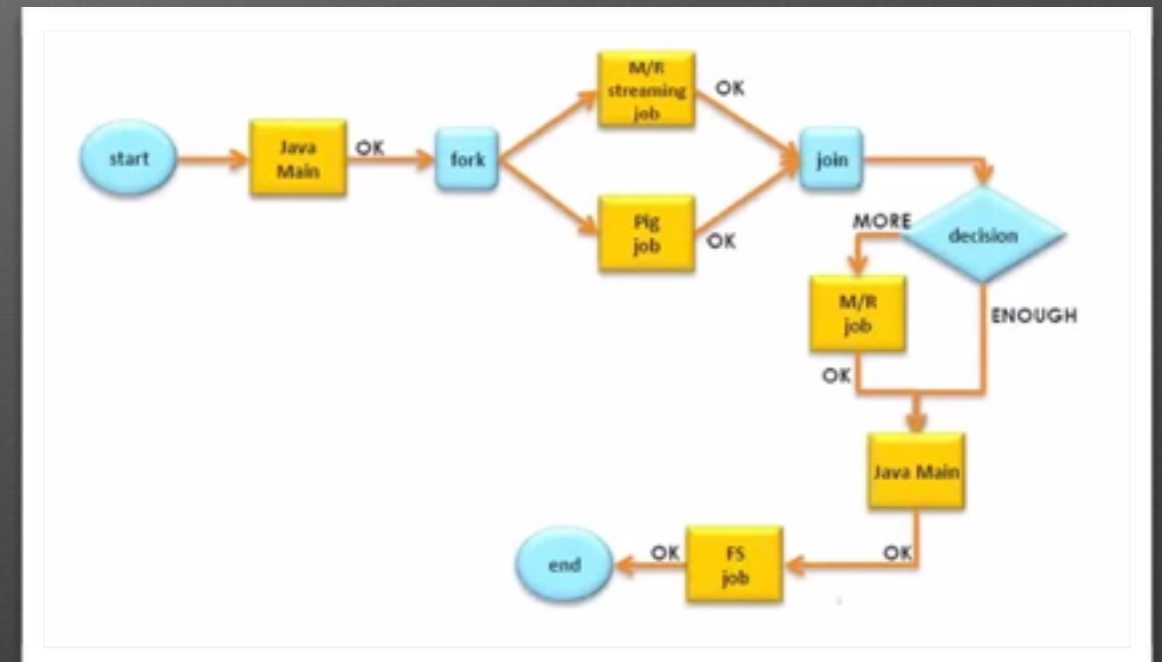 start
Java
Main
OK
fork
M/R
streaming
job
OK
Pig
job
OK
join
decision
MORE
M/R
job
ENOUGH
OK
Java Main
OK
FS
job
OK
end